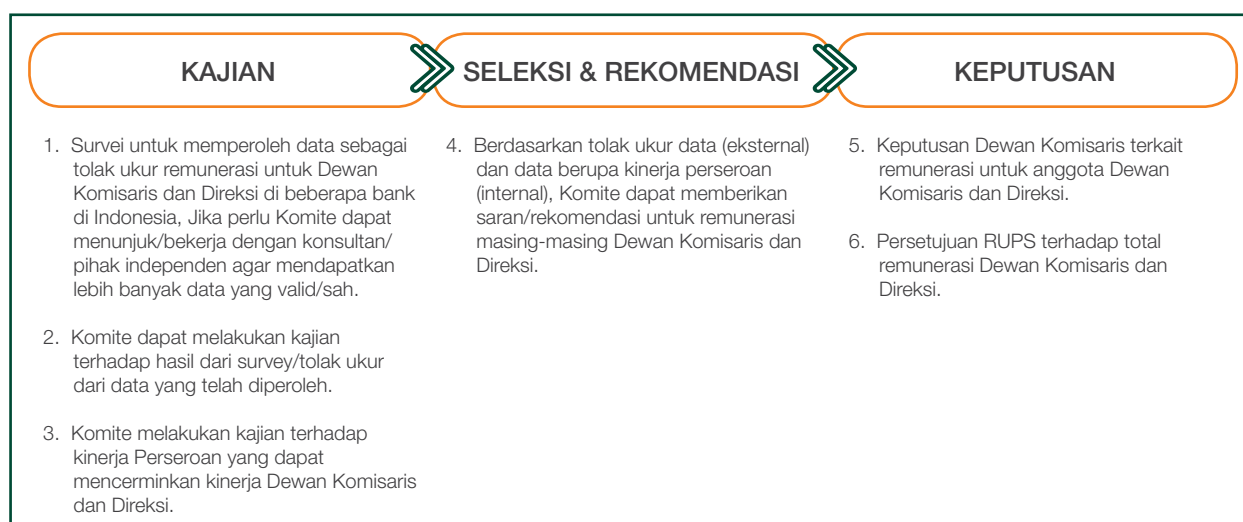 KAJIAN
1. Survei untuk memperoleh data sebagai
tolak ukur remunerasi untuk Dewan
Komisaris dan Direksi di beberapa bank
di Indonesia, Jika perlu Komite dapat
menunjuk/bekerja dengan konsultan/
pihak independen agar mendapatkan
lebih banyak data yang valid/sah.
2. Komite dapat melakukan kajian
terhadap hasil dari survey/tolak ukur
dari data yang telah diperoleh.
3. Komite melakukan kajian terhadap
kinerja Perseroan yang dapat
mencerminkan kinerja Dewan Komisaris
dan Direksi.
SELEKSI & REKOMENDASI
4. Berdasarkan tolak ukur data (eksternal)
dan data berupa kinerja perseroan
(internal), Komite dapat memberikan
saran/rekomendasi untuk remunerasi
masing-masing Dewan Komisaris dan
Direksi.
KEPUTUSAN
5. Keputusan Dewan Komisaris terkait
remunerasi untuk anggota Dewan
Komisaris dan Direksi.
6. Persetujuan RUPS terhadap total
remunerasi Dewan Komisaris dan
Direksi.